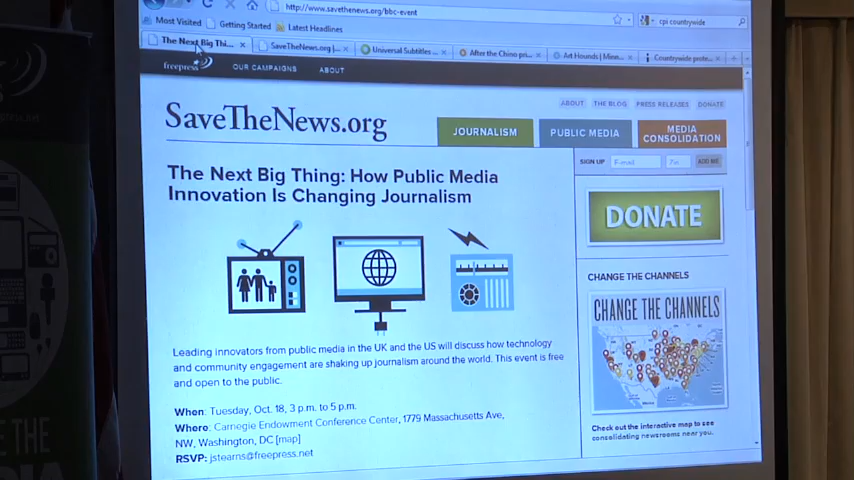 http://www.savethenews.org/bbc-event
cpi countrywide
Most Visited Getting Started Latest Headlines
The Next Big Thi... SaveTheNews.org |... Universal Subtitles ... After the Chino pri... Art Hounds | Minn... Countrywide prote...
freepress OUR CAMPAIGNS ABOUT
ABOUT THE BLOG PRESS RELEASES DONATE
SaveTheNews.org
JOURNALISM PUBLIC MEDIA MEDIA CONSOLIDATION
SIGN UP E-mail ADD ME
The Next Big Thing: How Public Media
Innovation Is Changing Journalism
DONATE
CHANGE THE CHANNELS
CHANGE THE CHANNELS
Leading innovators from public media in the UK and the US will discuss how technology
and community engagement are shaking up journalism around the world. This event is free
and open to the public.
When: Tuesday, Oct. 18, 3 p.m. to 5 p.m.
Where: Carnegie Endowment Conference Center, 1779 Massachusetts Ave,
NW, Washington, DC [map]
RSVP: jstearns@freepress.net
Check out the interactive map to see
consolidating newsrooms near you.
THE